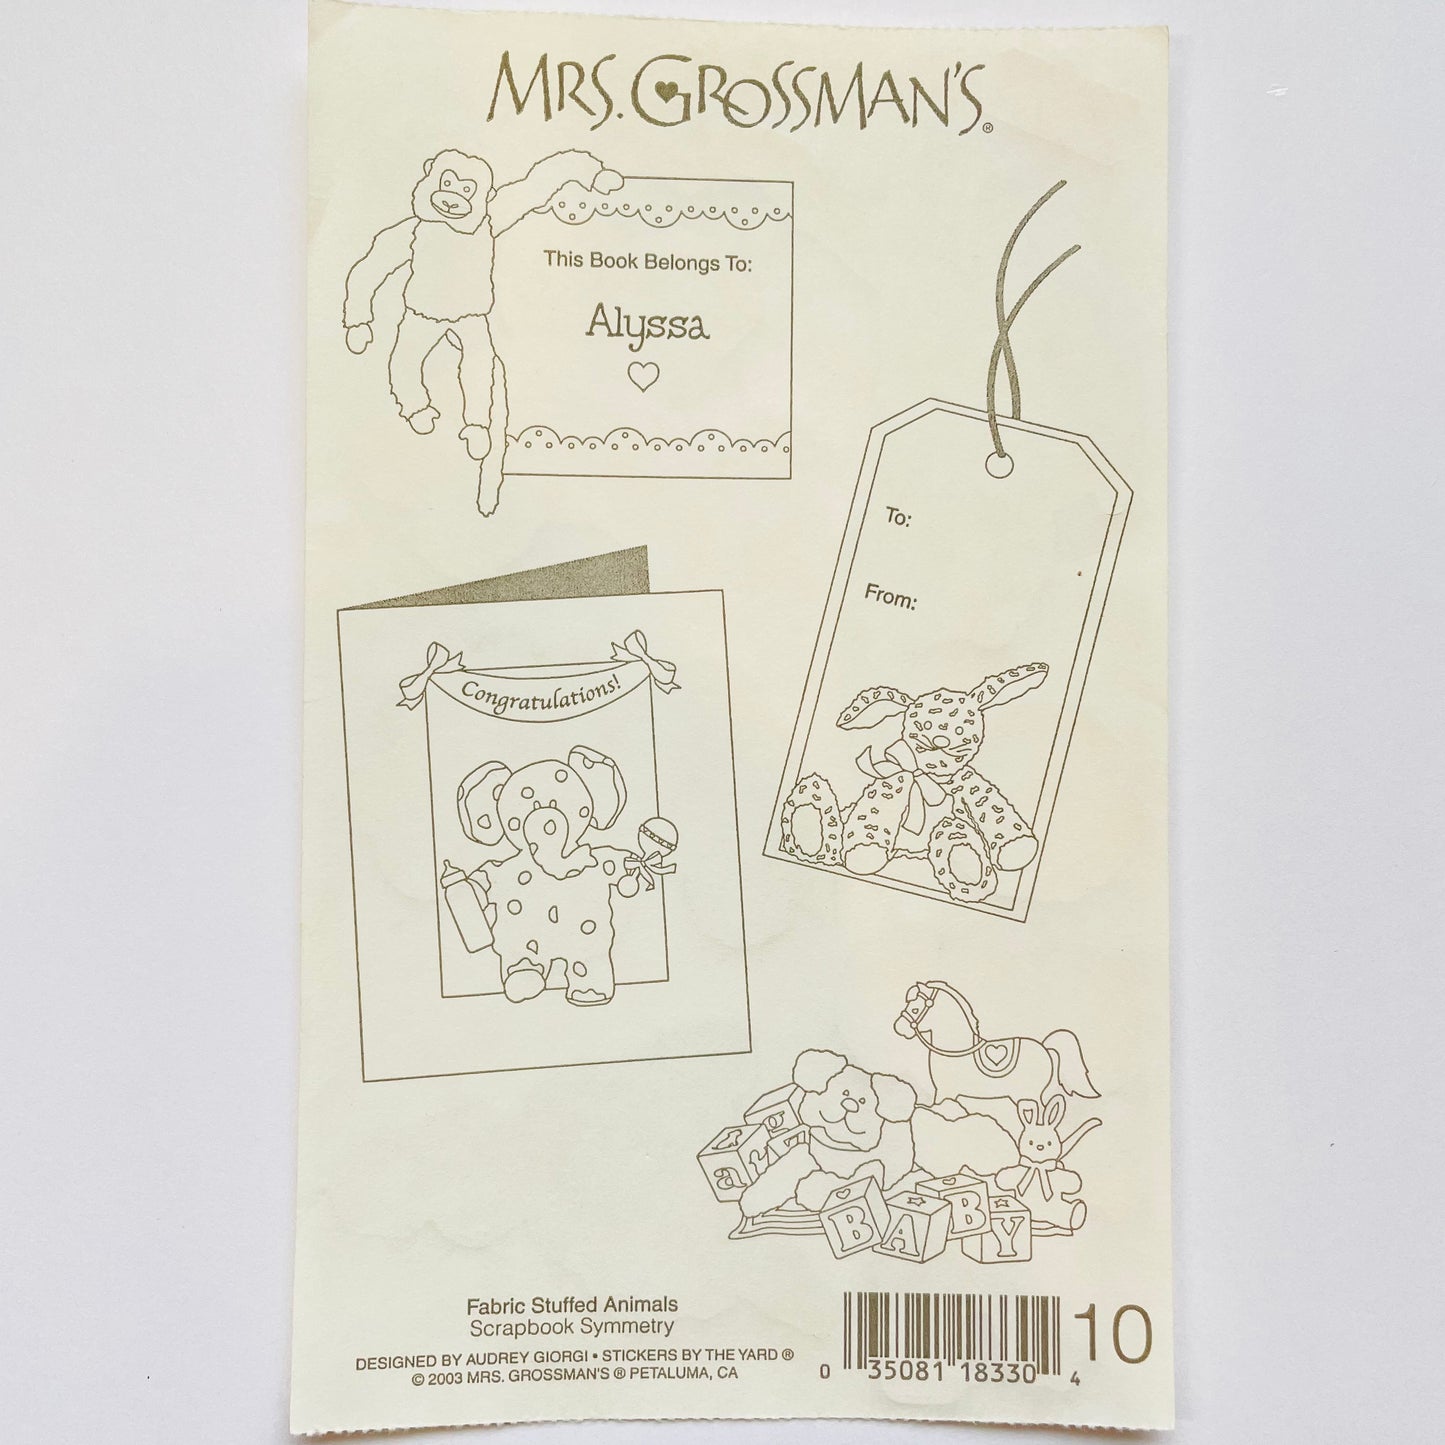 MRS. GROSSMAN'S®
This Book Belongs To:
Alyssa
To:
From:
Congratulations!
g
a
B A B Y
Fabric Stuffed Animals
Scrapbook Symmetry
DESIGNED BY AUDREY GIORGI • STICKERS BY THE YARD ®
© 2003 MRS. GROSSMAN'S ® PETALUMA, CA
0 35081 18330 4
10